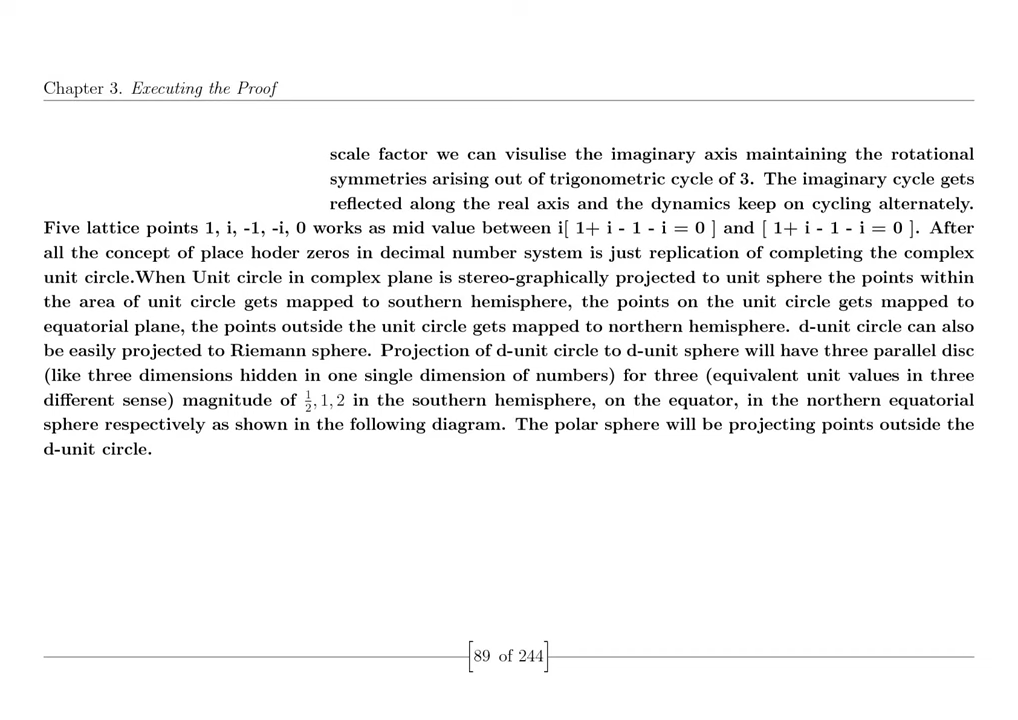 Chapter 3. Executing the Proof
scale factor we can visulise the imaginary axis maintaining the rotational
symmetries arising out of trigonometric cycle of 3. The imaginary cycle gets
reflected along the real axis and the dynamics keep on cycling alternately.
Five lattice points 1, i, -1, -i, 0 works as mid value between i[ 1+ i - 1 - i = 0 ] and [ 1+ i - 1 - i = 0 ]. After
all the concept of place hoder zeros in decimal number system is just replication of completing the complex
unit circle.When Unit circle in complex plane is stereo-graphically projected to unit sphere the points within
the area of unit circle gets mapped to southern hemisphere, the points on the unit circle gets mapped to
equatorial plane, the points outside the unit circle gets mapped to northern hemisphere. d-unit circle can also
be easily projected to Riemann sphere. Projection of d-unit circle to d-unit sphere will have three parallel disc
(like three dimensions hidden in one single dimension of numbers) for three (equivalent unit values in three
different sense) magnitude of 1/2, 1, 2 in the southern hemisphere, on the equator, in the northern equatorial
sphere respectively as shown in the following diagram. The polar sphere will be projecting points outside the
d-unit circle.
[89 of 244]